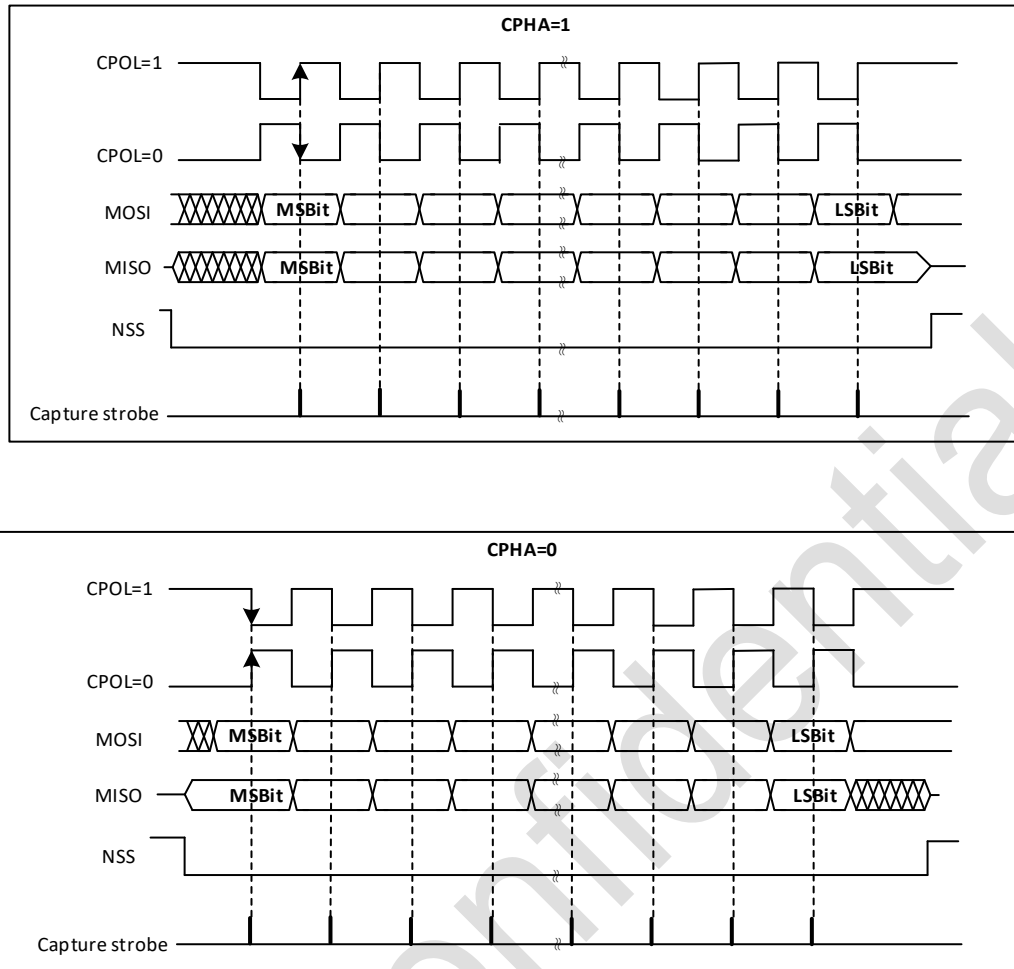 CPHA=1
CPOL=1
CPOL=0
MOSI MSBit LSBit
MISO MSBit LSBit
NSS
Capture strobe
CPHA=0
CPOL=1
CPOL=0
MOSI MSBit LSBit
MISO MSBit LSBit
NSS
Capture strobe
onfidential